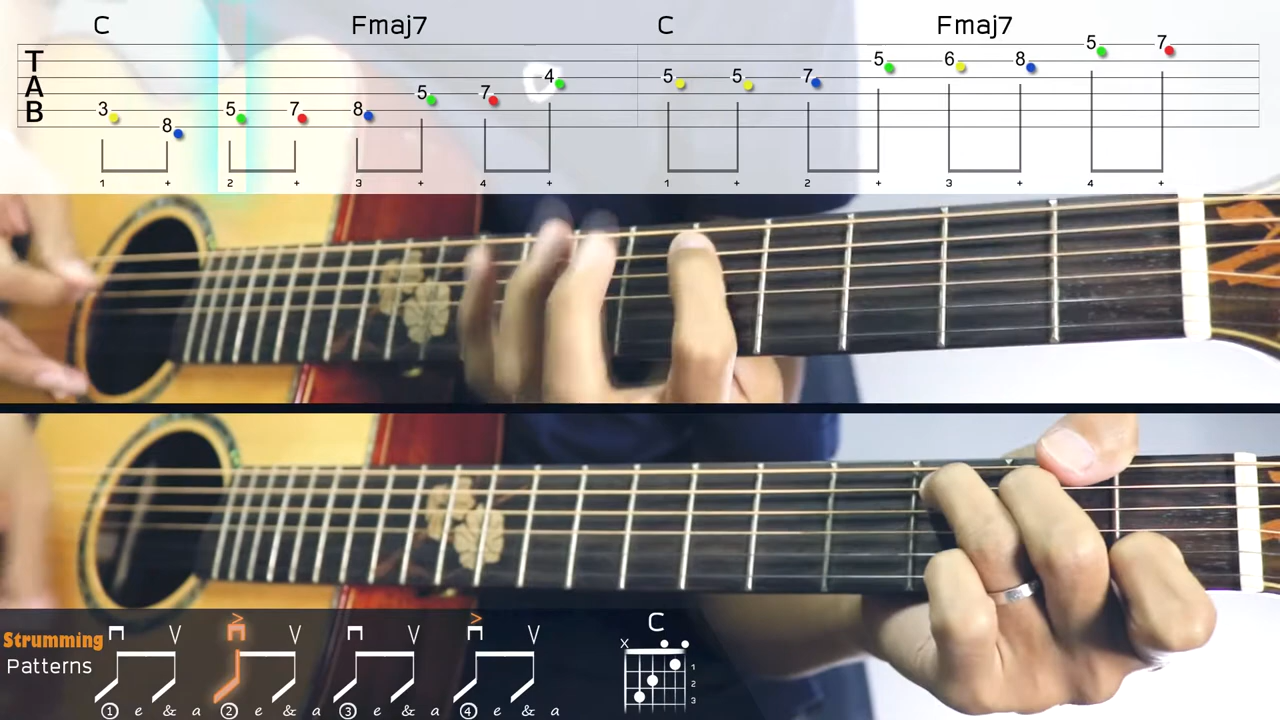 C Fmaj7 C Fmaj7
T
A
B
3 8 5 7 8 5 7 4 5 5 7 5 6 8 5 7
1 + 2 + 3 + 4 + 1 + 2 + 3 + 4 +
Strumming
Patterns
> >
V V V V
1 e & a 2 e & a 3 e & a 4 e & a
C
X
1
2
3